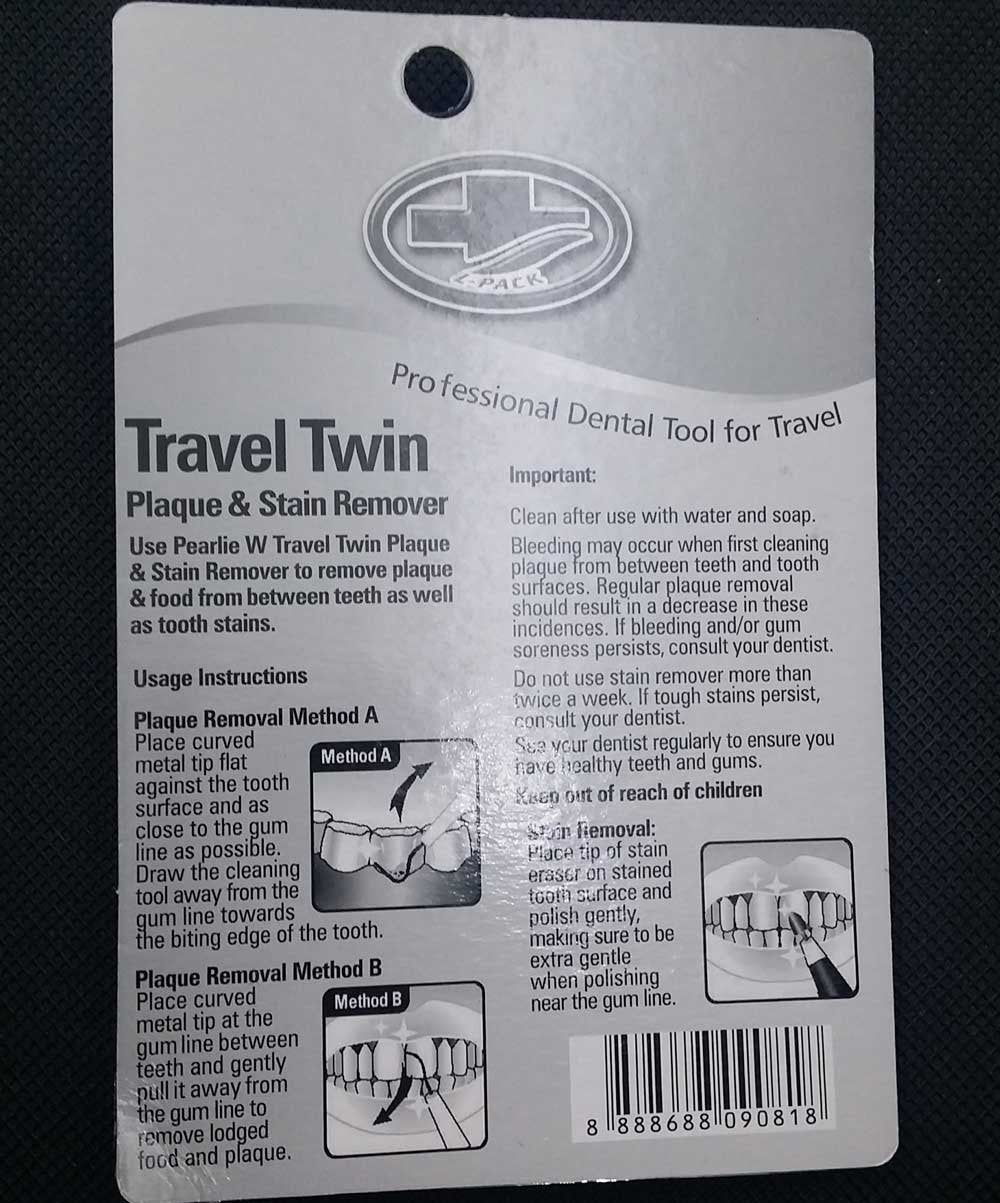 L-PACK
Professional Dental Tool for Travel
Travel Twin
Plaque & Stain Remover
Use Pearlie W Travel Twin Plaque
& Stain Remover to remove plaque
& food from between teeth as well
as tooth stains.
Usage Instructions
Plaque Removal Method A
Place curved
metal tip flat
against the tooth
surface and as
close to the gum
line as possible.
Draw the cleaning
tool away from the
gum line towards
the biting edge of the tooth.
Method A
Plaque Removal Method B
Place curved
metal tip at the
gum line between
teeth and gently
pull it away from
the gum line to
remove lodged
food and plaque.
Method B
Important:
Clean after use with water and soap.
Bleeding may occur when first cleaning
plaque from between teeth and tooth
surfaces. Regular plaque removal
should result in a decrease in these
incidences. If bleeding and/or gum
soreness persists, consult your dentist.
Do not use stain remover more than
twice a week. If tough stains persist,
consult your dentist.
See your dentist regularly to ensure you
have healthy teeth and gums.
Keep out of reach of children
Stain Removal:
Place tip of stain
eraser on stained
tooth surface and
polish gently,
making sure to be
extra gentle
when polishing
near the gum line.
8 888688 090818